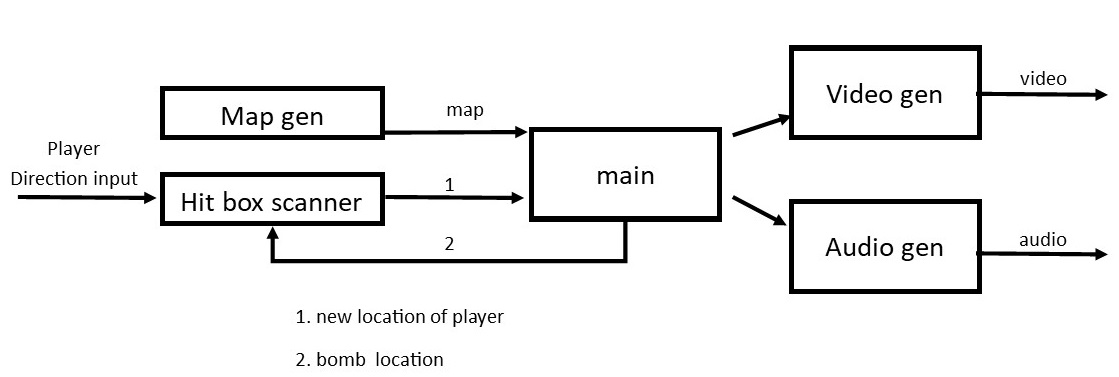 Map gen
map
Player
Direction input
Hit box scanner
1
2
main
Video gen
video
Audio gen
audio
1. new location of player
2. bomb location